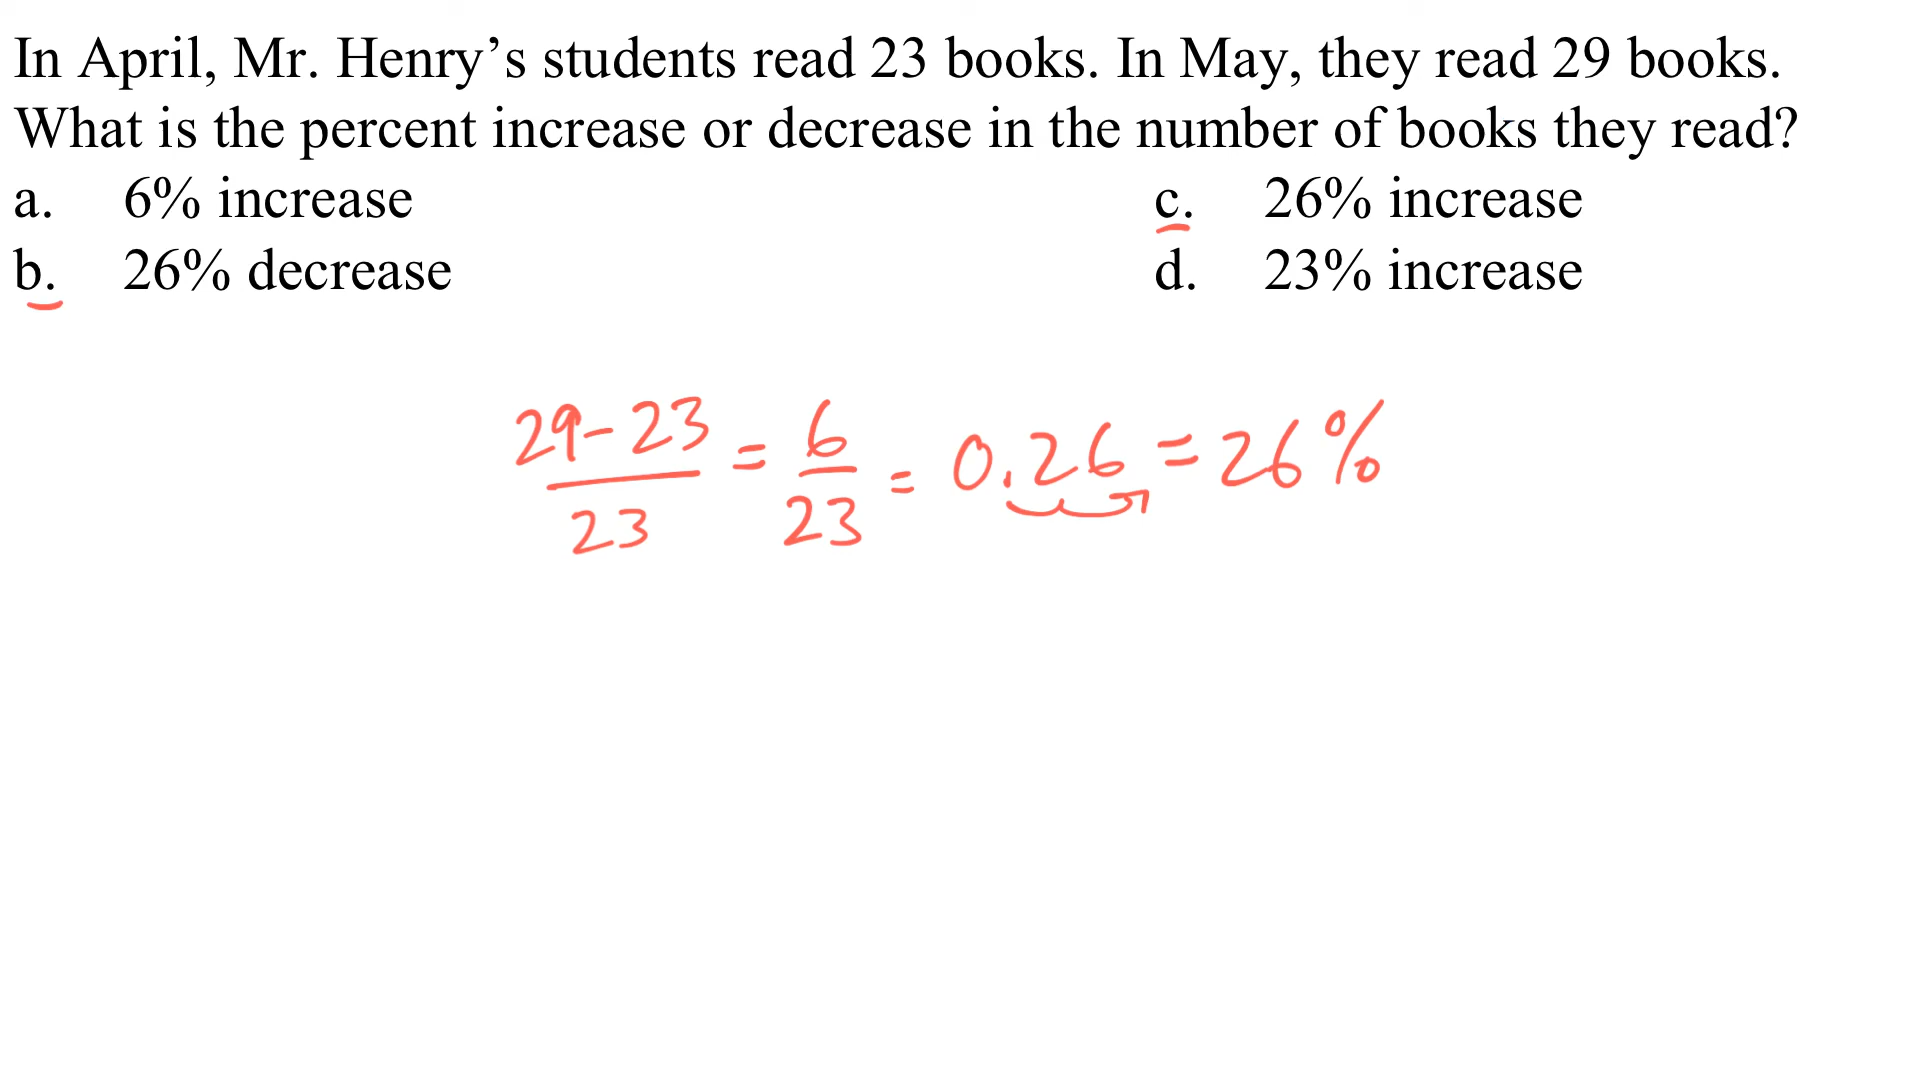 In April, Mr. Henry’s students read 23 books. In May, they read 29 books.
What is the percent increase or decrease in the number of books they read?
a. 6% increase
b. 26% decrease
c. 26% increase
d. 23% increase
29-23/23 = 6/23 = 0.26 = 26%